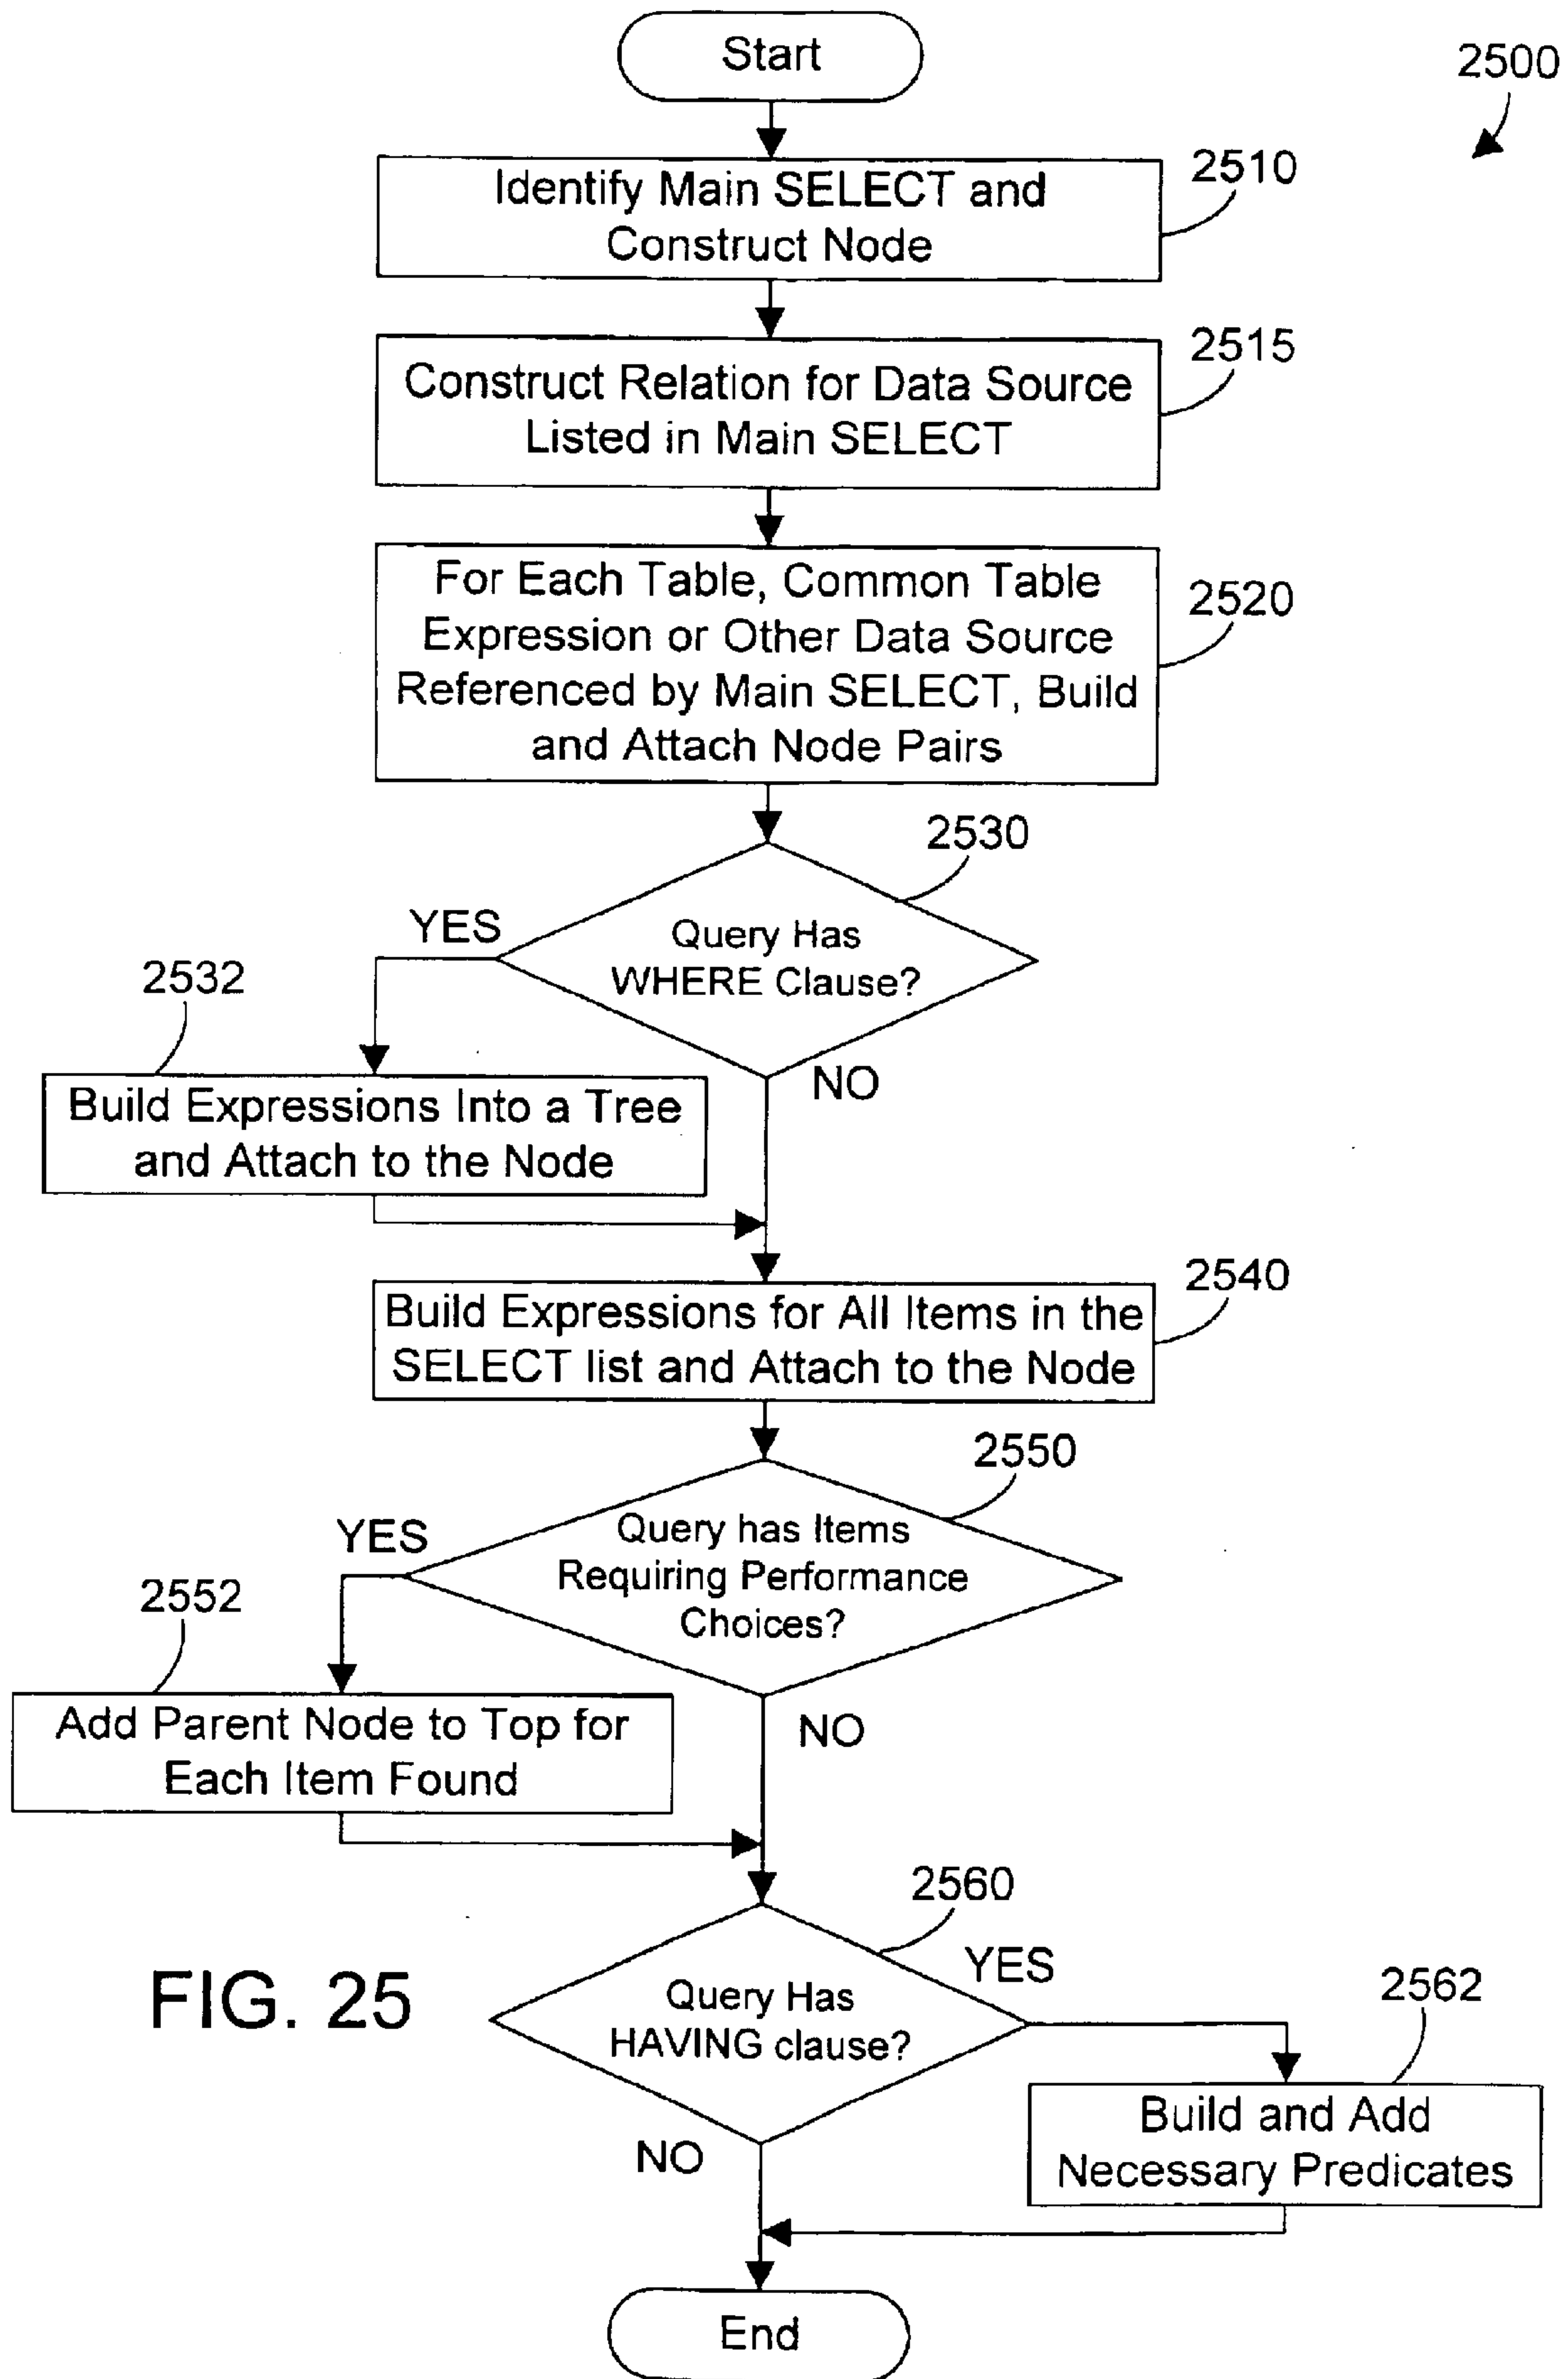 Start
2500
Identify Main SELECT and
Construct Node
2510
Construct Relation for Data Source
Listed in Main SELECT
2515
For Each Table, Common Table
Expression or Other Data Source
Referenced by Main SELECT, Build
and Attach Node Pairs
2520
2530
YES
Query Has
WHERE Clause?
2532
NO
Build Expressions Into a Tree
and Attach to the Node
2540
Build Expressions for All Items in the
SELECT list and Attach to the Node
2550
YES
Query has Items
Requiring Performance
Choices?
2552
NO
Add Parent Node to Top for
Each Item Found
2560
YES
FIG. 25
Query Has
HAVING clause?
2562
NO
Build and Add
Necessary Predicates
End